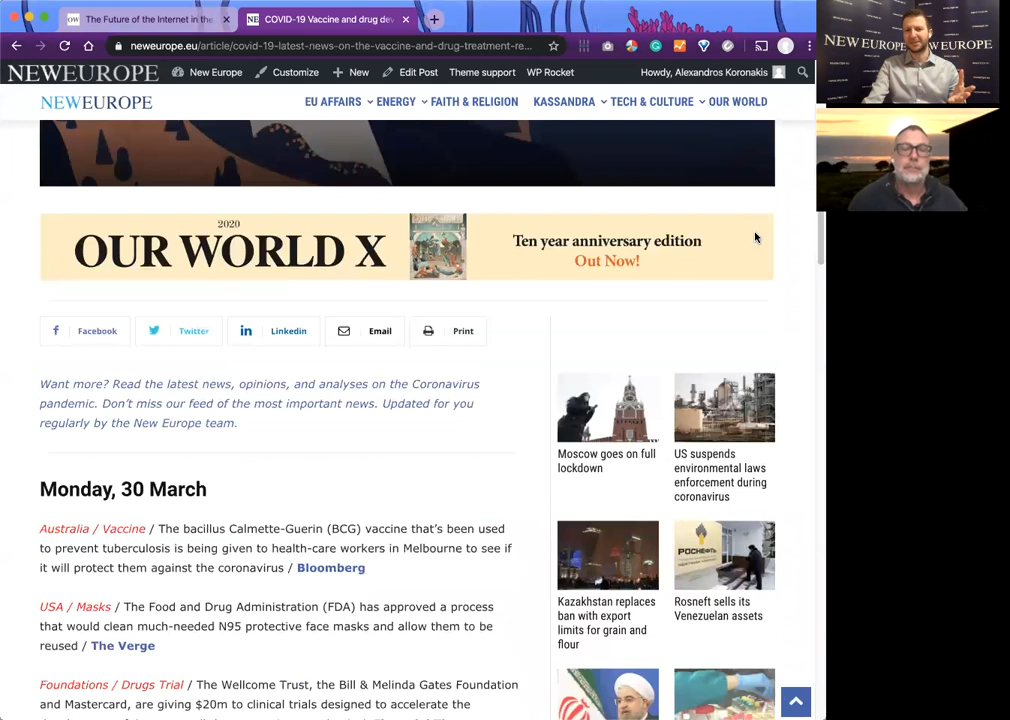 The Future of the Internet in the
COVID-19 Vaccine and drug de
neweurope.eu/article/covid-19-latest-news-on-the-vaccine-and-drug-treatment-re...
NEWEUROPE
New Europe
Customize
New
Edit Post
Theme support
WP Rocket
Howdy, Alexandros Koronakis
NEWEUROPE
EU AFFAIRS
ENERGY
FAITH & RELIGION
KASSANDRA
TECH & CULTURE
OUR WORLD
2020
OUR WORLD X
Ten year anniversary edition
Out Now!
Facebook
Twitter
Linkedin
Email
Print
Want more? Read the latest news, opinions, and analyses on the Coronavirus
pandemic. Don't miss our feed of the most important news. Updated for you
regularly by the New Europe team.
Monday, 30 March
Australia / Vaccine / The bacillus Calmette-Guerin (BCG) vaccine that's been used
to prevent tuberculosis is being given to health-care workers in Melbourne to see if
it will protect them against the coronavirus / Bloomberg
USA / Masks / The Food and Drug Administration (FDA) has approved a process
that would clean much-needed N95 protective face masks and allow them to be
reused / The Verge
Foundations / Drugs Trial / The Wellcome Trust, the Bill & Melinda Gates Foundation
and Mastercard, are giving $20m to clinical trials designed to accelerate the
Moscow goes on full
lockdown
US suspends
environmental laws
enforcement during
coronavirus
РОСНЕФТЬ
Kazakhstan replaces
ban with export
limits for grain and
flour
Rosneft sells its
Venezuelan assets
NEW EUROPE
NEW EUROPE